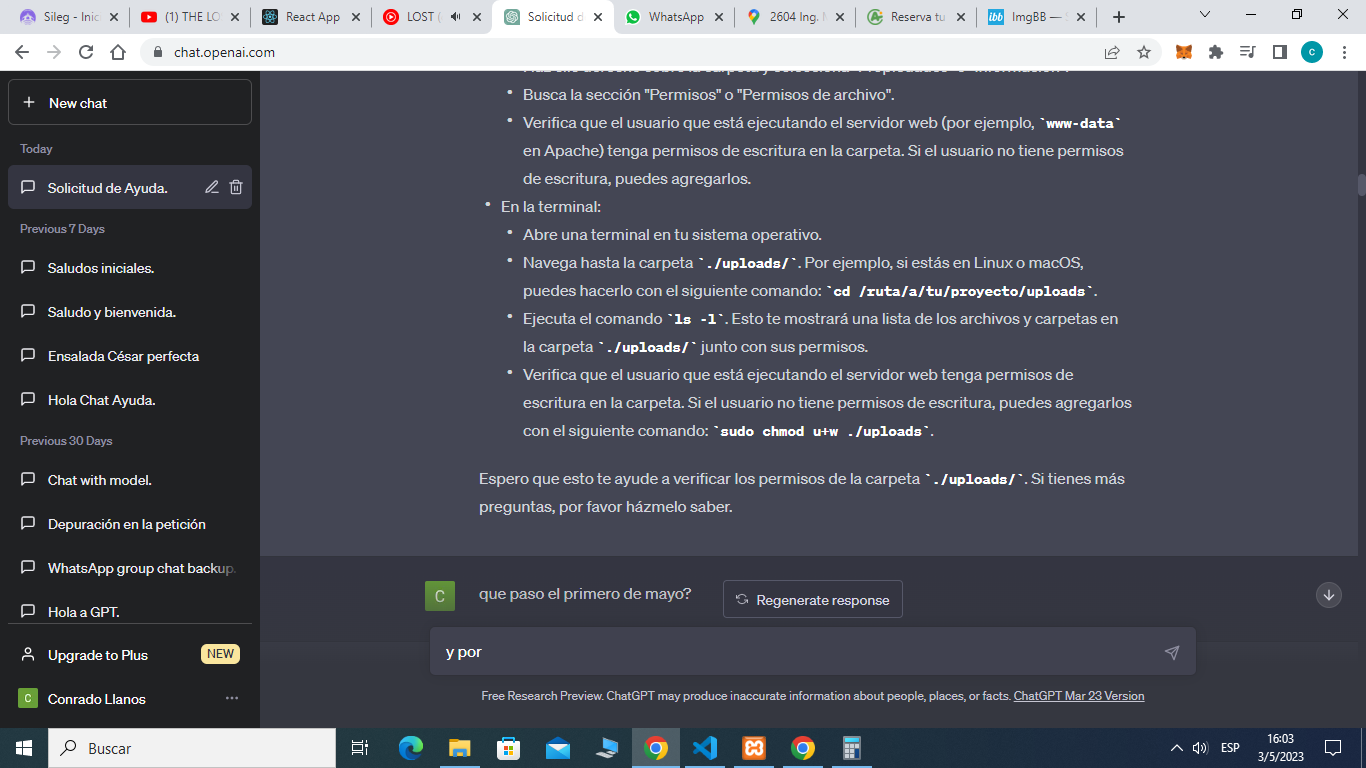 Sileg - Inic
(1) THE LO
React App
LOST (
Solicitud d
WhatsApp
2604 Ing. M
Reserva tu
ibb ImgBB —
chat.openai.com
C
New chat
Today
Solicitud de Ayuda.
Previous 7 Days
Saludos iniciales.
Saludo y bienvenida.
Ensalada César perfecta
Hola Chat Ayuda.
Previous 30 Days
Chat with model.
Depuración en la petición
WhatsApp group chat backup.
Hola a GPT.
Upgrade to Plus NEW
C Conrado Llanos
Busca la sección "Permisos" o "Permisos de archivo".
Verifica que el usuario que está ejecutando el servidor web (por ejemplo, `www-data`
en Apache) tenga permisos de escritura en la carpeta. Si el usuario no tiene permisos
de escritura, puedes agregarlos.
En la terminal:
Abre una terminal en tu sistema operativo.
Navega hasta la carpeta `./uploads/`. Por ejemplo, si estás en Linux o macOS,
puedes hacerlo con el siguiente comando: `cd /ruta/a/tu/proyecto/uploads`.
Ejecuta el comando `ls -l`. Esto te mostrará una lista de los archivos y carpetas en
la carpeta `./uploads/` junto con sus permisos.
Verifica que el usuario que está ejecutando el servidor web tenga permisos de
escritura en la carpeta. Si el usuario no tiene permisos de escritura, puedes agregarlos
con el siguiente comando: `sudo chmod u+w ./uploads`.
Espero que esto te ayude a verificar los permisos de la carpeta `./uploads/`. Si tienes más
preguntas, por favor házmelo saber.
C que paso el primero de mayo?
Regenerate response
y por
Free Research Preview. ChatGPT may produce inaccurate information about people, places, or facts. ChatGPT Mar 23 Version
Buscar
ESP
16:03
3/5/2023